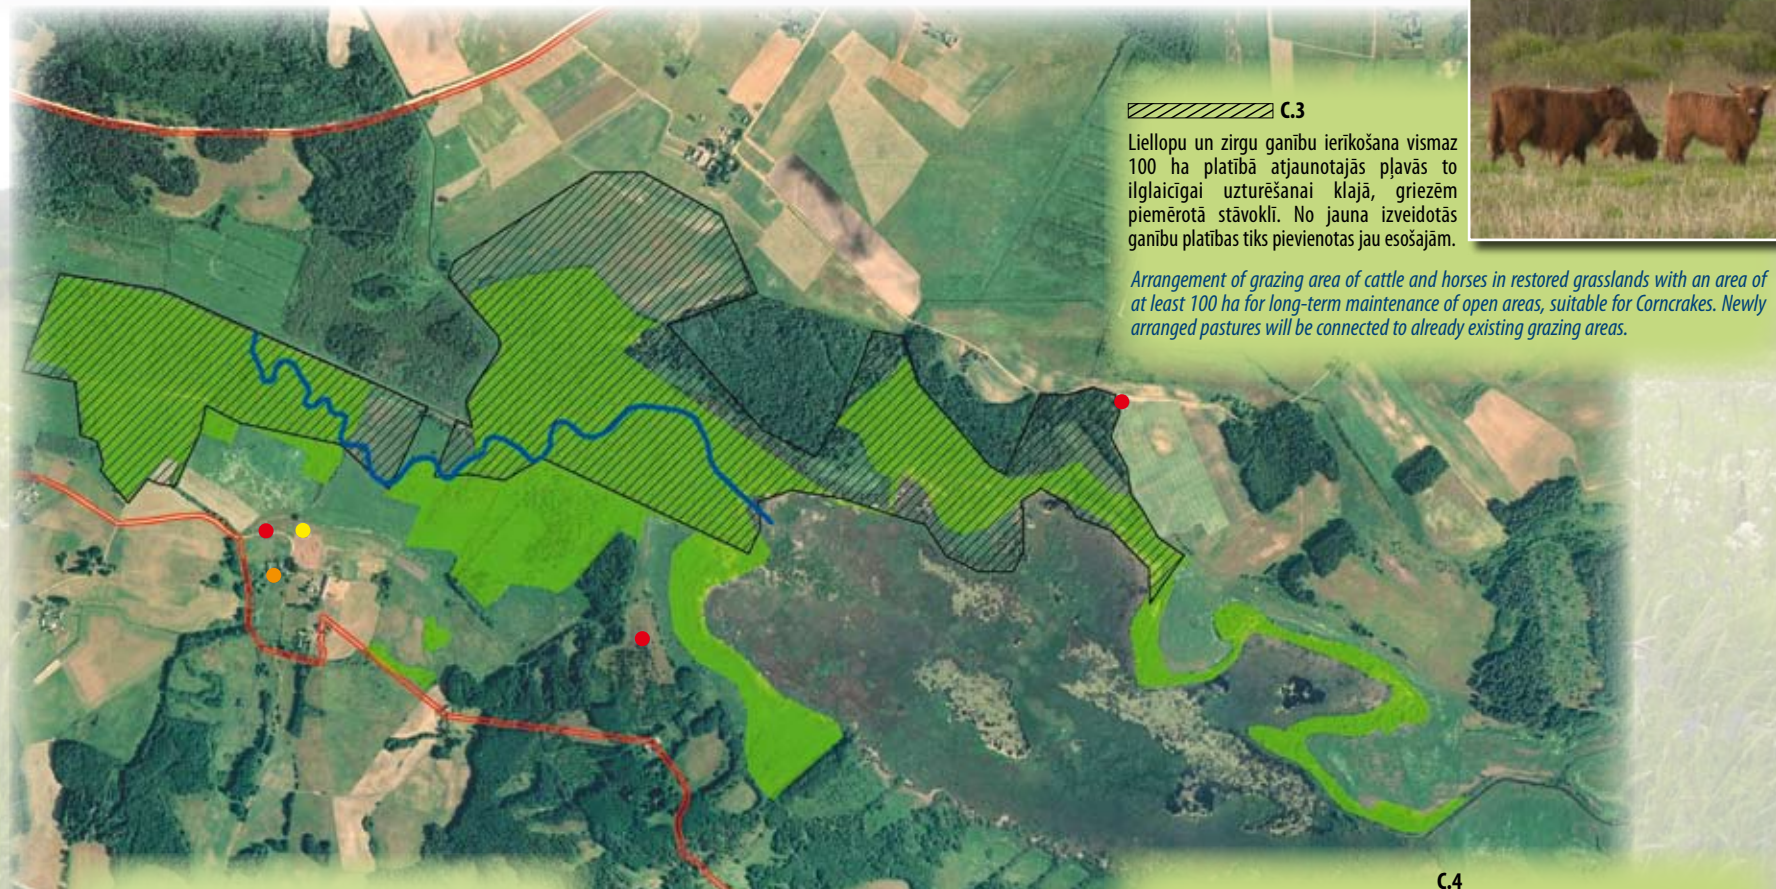 C.3
Liellopu un zirgu ganību ierīkošana vismaz
100 ha platībā atjaunotajās pļavās to
ilglaicīgai uzturēšanai klajā, griezēm
piemērotā stāvoklī. No jauna izveidotās
ganību platības tiks pievienotas jau esošajām.
Arrangement of grazing area of cattle and horses in restored grasslands with an area of
at least 100 ha for long-term maintenance of open areas, suitable for Corncrakes. Newly
arranged pastures will be connected to already existing grazing areas.
C.4